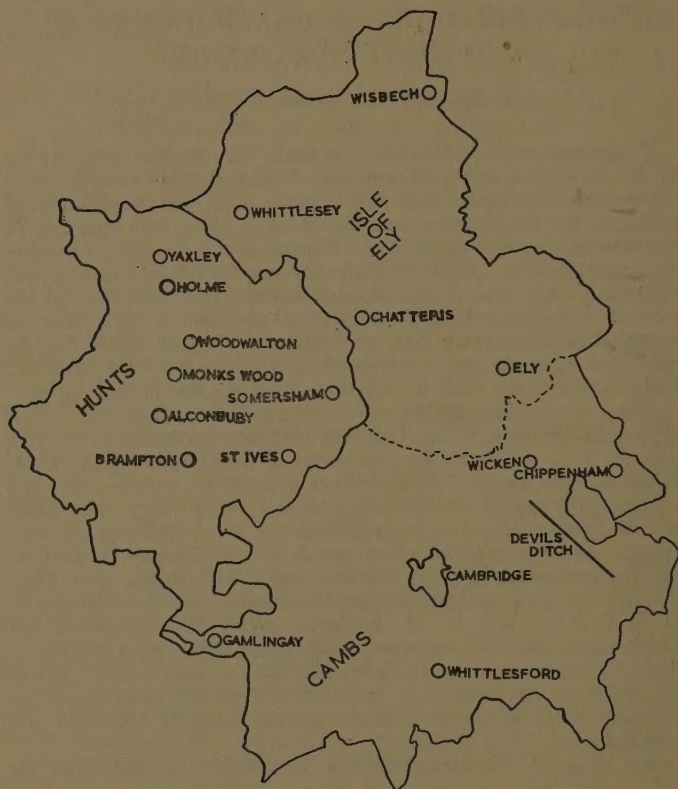 WISBECH
WHITTLESEY
ISLE
OF
ELY
YAXLEY
HOLME
CHATTERIS
WOODWALTON
ELY
MONKS WOOD
HUNTS
SOMERSHAM
ALCONBUBY
BRAMPTON
ST IVES
WICKEN
CHIPPENHAM
DEVILS
DITCH
CAMBRIDGE
GAMLINGAY
CAMBS
WHITTLESFORD